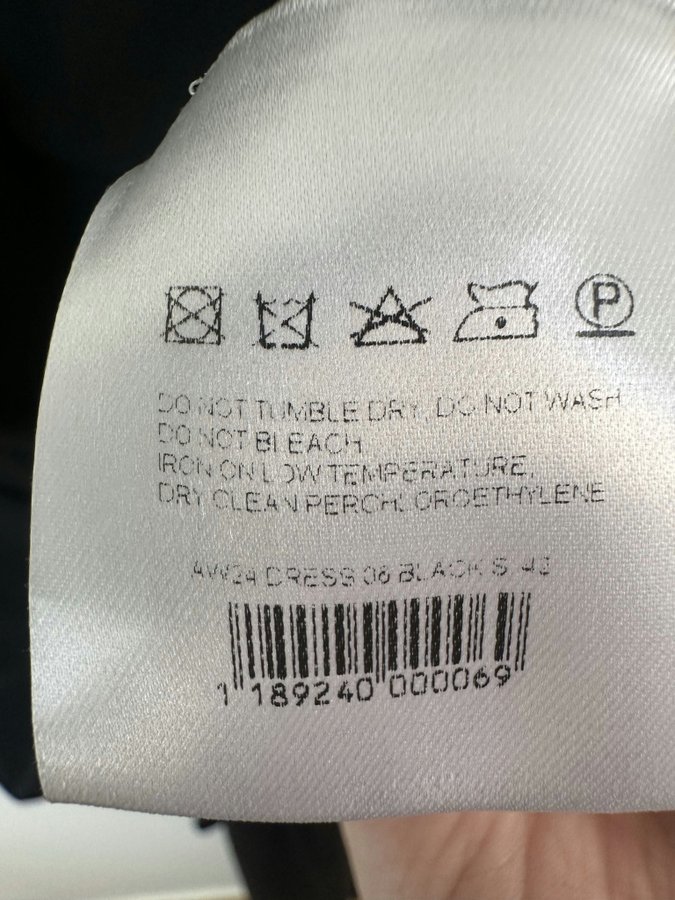 P
DO NOT TUMBLE DRY, DO NOT WASH
DO NOT BLEACH,
IRON ON LOW TEMPERATURE,
DRY CLEAN PERCHLOROETHYLENE
AW24 DRESS 06 BLACK S
1 189240 000069